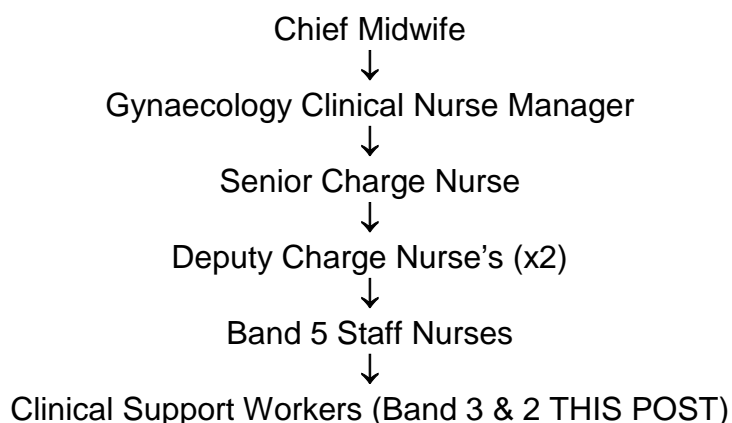 Chief Midwife
↓
Gynaecology Clinical Nurse Manager
↓
Senior Charge Nurse
↓
Deputy Charge Nurse's (x2)
↓
Band 5 Staff Nurses
↓
Clinical Support Workers (Band 3 & 2 THIS POST)